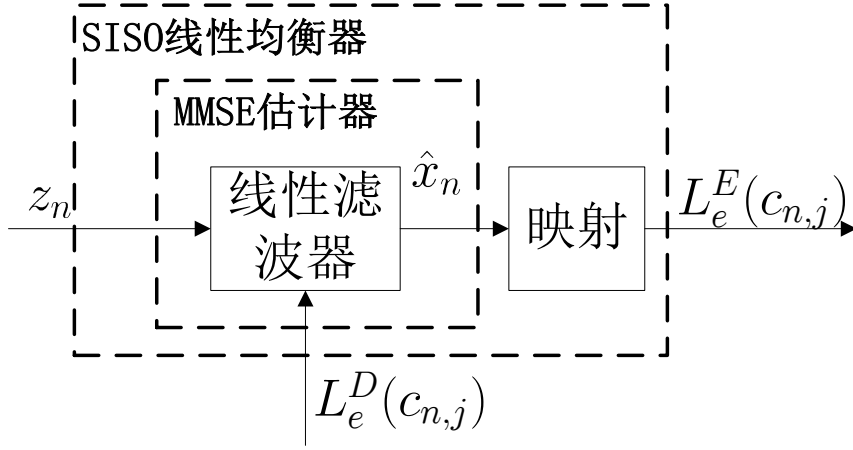 SISO线性均衡器
MMSE估计器
z_n
线性滤
波器
x̂_n
映射
L_e^E(c_{n,j})
L_e^D(c_{n,j})